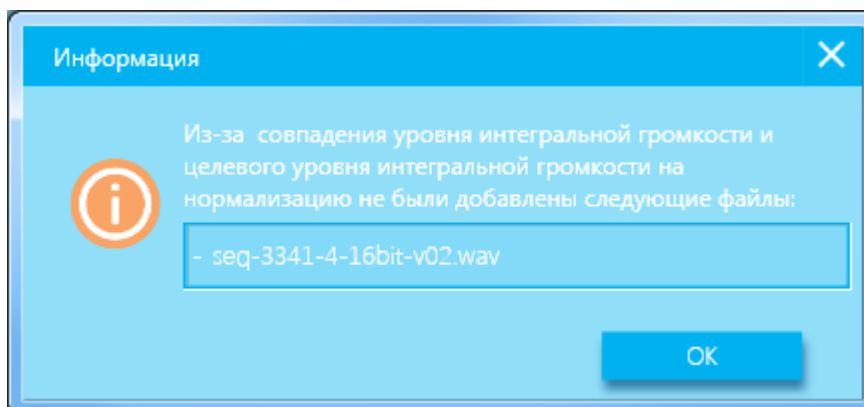 Информация
Из-за совпадения уровня интегральной громкости и
целевого уровня интегральной громкости на
нормализацию не были добавлены следующие файлы:
- seq-3341-4-16bit-v02.wav
ОК